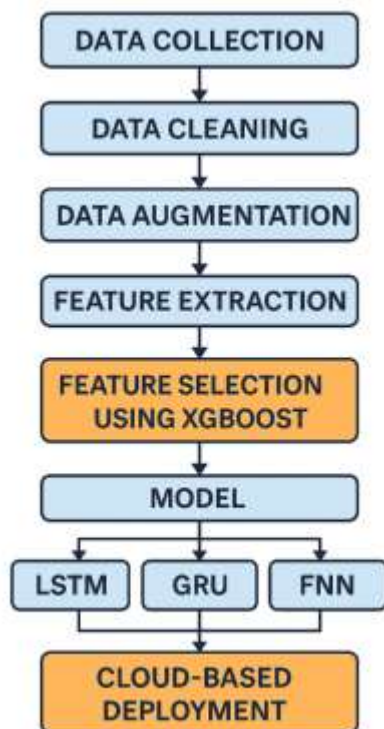 DATA COLLECTION
DATA CLEANING
DATA AUGMENTATION
FEATURE EXTRACTION
FEATURE SELECTION
USING XGBOOST
MODEL
LSTM GRU FNN
CLOUD-BASED
DEPLOYMENT